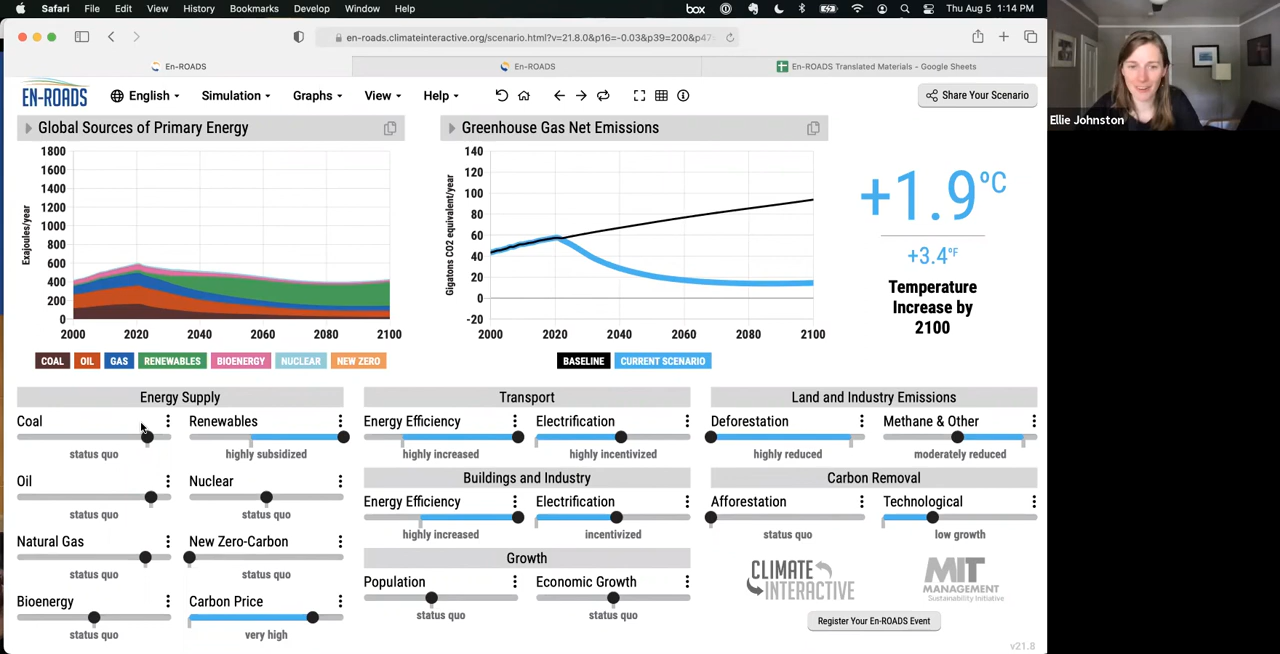 Safari File Edit View History Bookmarks Develop Window Help box Thu Aug 5 1:14 PM
en-roads.climateinteractive.org/scenario.html?v=21.8.0&p16=-0.03&p39=200&p47
En-ROADS En-ROADS En-ROADS Translated Materials - Google Sheets
EN-ROADS English Simulation Graphs View Help Share Your Scenario
Ellie Johnston
Global Sources of Primary Energy
Exajoules/year
1800
1600
1400
1200
1000
800
600
400
200
0
2000 2020 2040 2060 2080 2100
COAL OIL GAS RENEWABLES BIOENERGY NUCLEAR NEW ZERO
Greenhouse Gas Net Emissions
Gigatons CO2 equivalent/year
140
120
100
80
60
40
20
0
-20
2000 2020 2040 2060 2080 2100
BASELINE CURRENT SCENARIO
+1.9°C
+3.4°F
Temperature
Increase by
2100
Energy Supply
Coal
status quo
Renewables
highly subsidized
Oil
status quo
Nuclear
status quo
Natural Gas
status quo
New Zero-Carbon
status quo
Bioenergy
status quo
Carbon Price
very high
Transport
Energy Efficiency
highly increased
Electrification
highly incentivized
Buildings and Industry
Energy Efficiency
highly increased
Electrification
incentivized
Growth
Population
status quo
Economic Growth
status quo
Land and Industry Emissions
Deforestation
highly reduced
Methane & Other
moderately reduced
Carbon Removal
Afforestation
status quo
Technological
low growth
CLIMATE
INTERACTIVE
MIT
MANAGEMENT
Sustainability Initiative
Register Your En-ROADS Event
v21.8